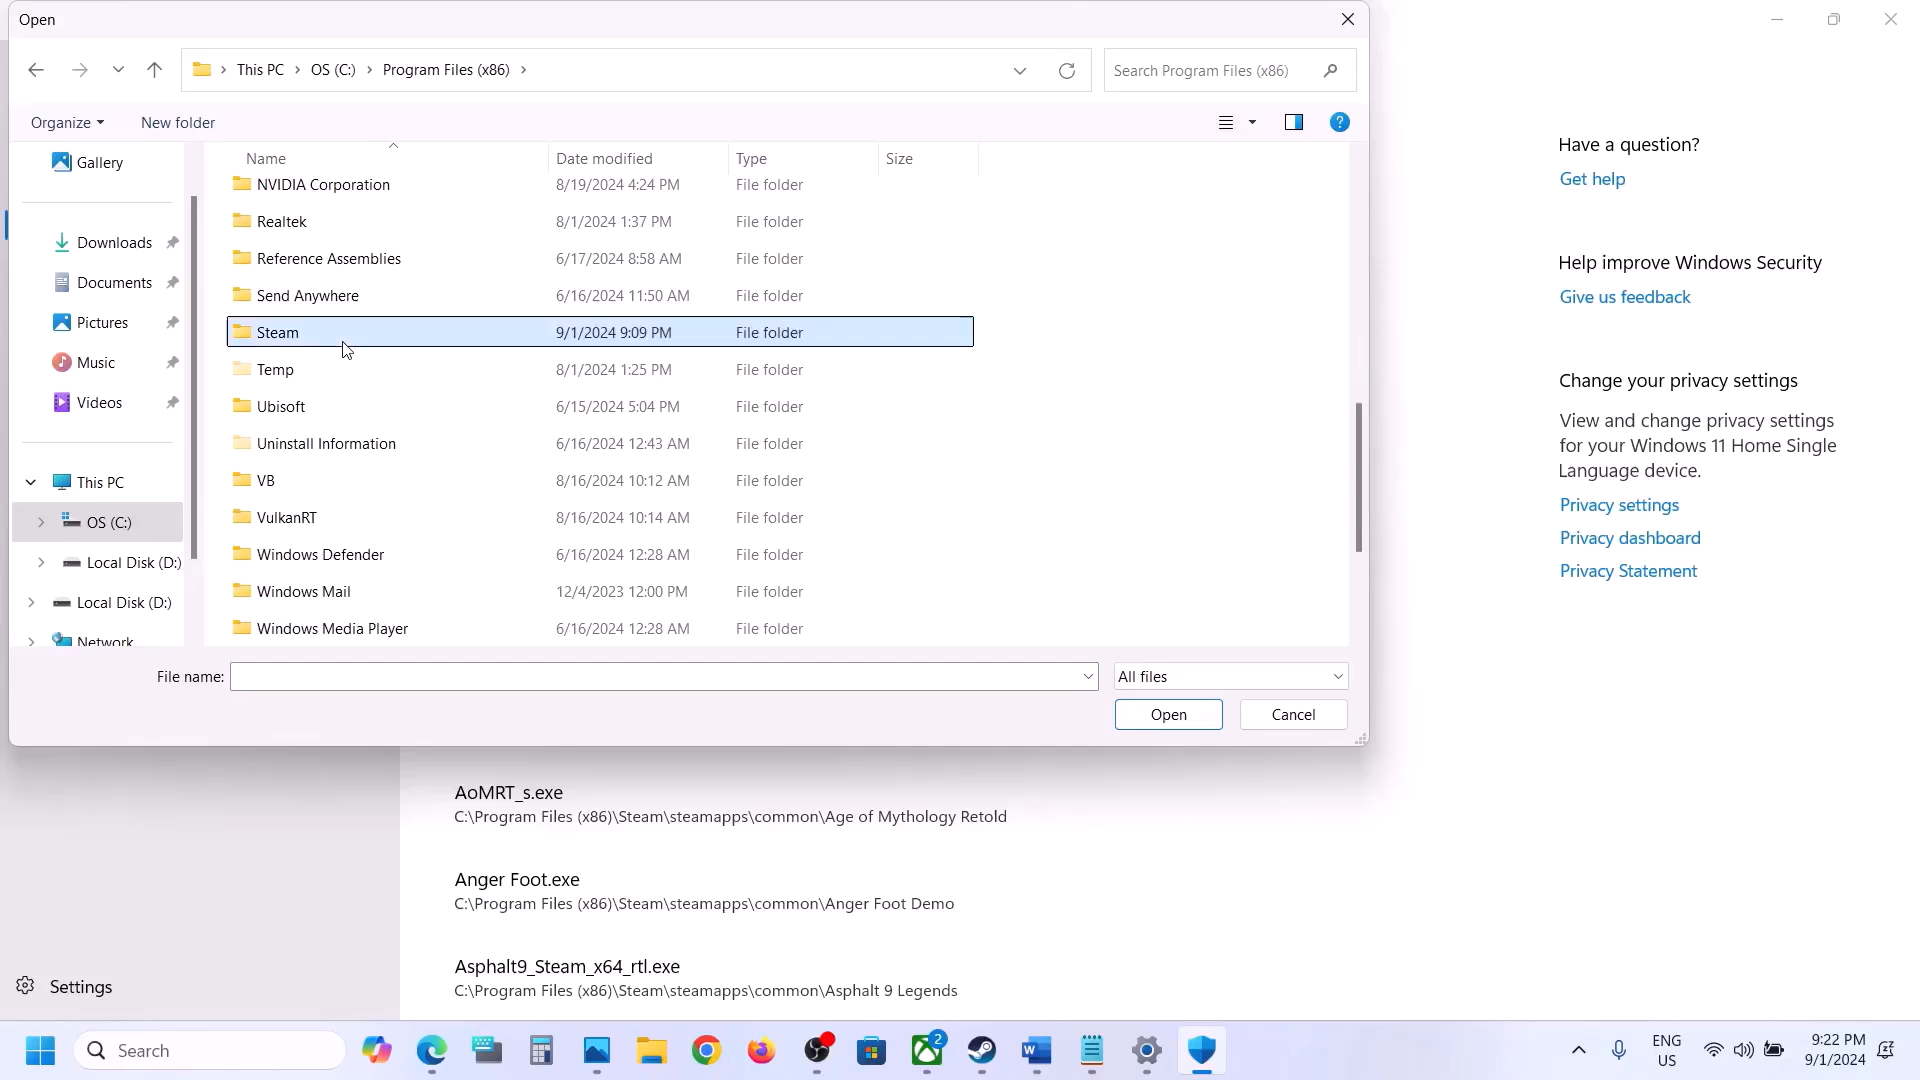 Open
This PC > OS (C:) > Program Files (x86) >
Search Program Files (x86)
Organize
New folder
Gallery
Downloads
Documents
Pictures
Music
Videos
This PC
OS (C:)
Local Disk (D:)
Local Disk (D:)
Network
Name Date modified Type Size
NVIDIA Corporation 8/19/2024 4:24 PM File folder
Realtek 8/1/2024 1:37 PM File folder
Reference Assemblies 6/17/2024 8:58 AM File folder
Send Anywhere 6/16/2024 11:50 AM File folder
Steam 9/1/2024 9:09 PM File folder
Temp 8/1/2024 1:25 PM File folder
Ubisoft 6/15/2024 5:04 PM File folder
Uninstall Information 6/16/2024 12:43 AM File folder
VB 8/16/2024 10:12 AM File folder
VulkanRT 8/16/2024 10:14 AM File folder
Windows Defender 6/16/2024 12:28 AM File folder
Windows Mail 12/4/2023 12:00 PM File folder
Windows Media Player 6/16/2024 12:28 AM File folder
File name:
All files
Open
Cancel
AoMRT_s.exe
C:\Program Files (x86)\Steam\steamapps\common\Age of Mythology Retold
Anger Foot.exe
C:\Program Files (x86)\Steam\steamapps\common\Anger Foot Demo
Asphalt9_Steam_x64_rtl.exe
C:\Program Files (x86)\Steam\steamapps\common\Asphalt 9 Legends
Settings
Have a question?
Get help
Help improve Windows Security
Give us feedback
Change your privacy settings
View and change privacy settings
for your Windows 11 Home Single
Language device.
Privacy settings
Privacy dashboard
Privacy Statement
Search
2
ENG
US
9:22 PM
9/1/2024